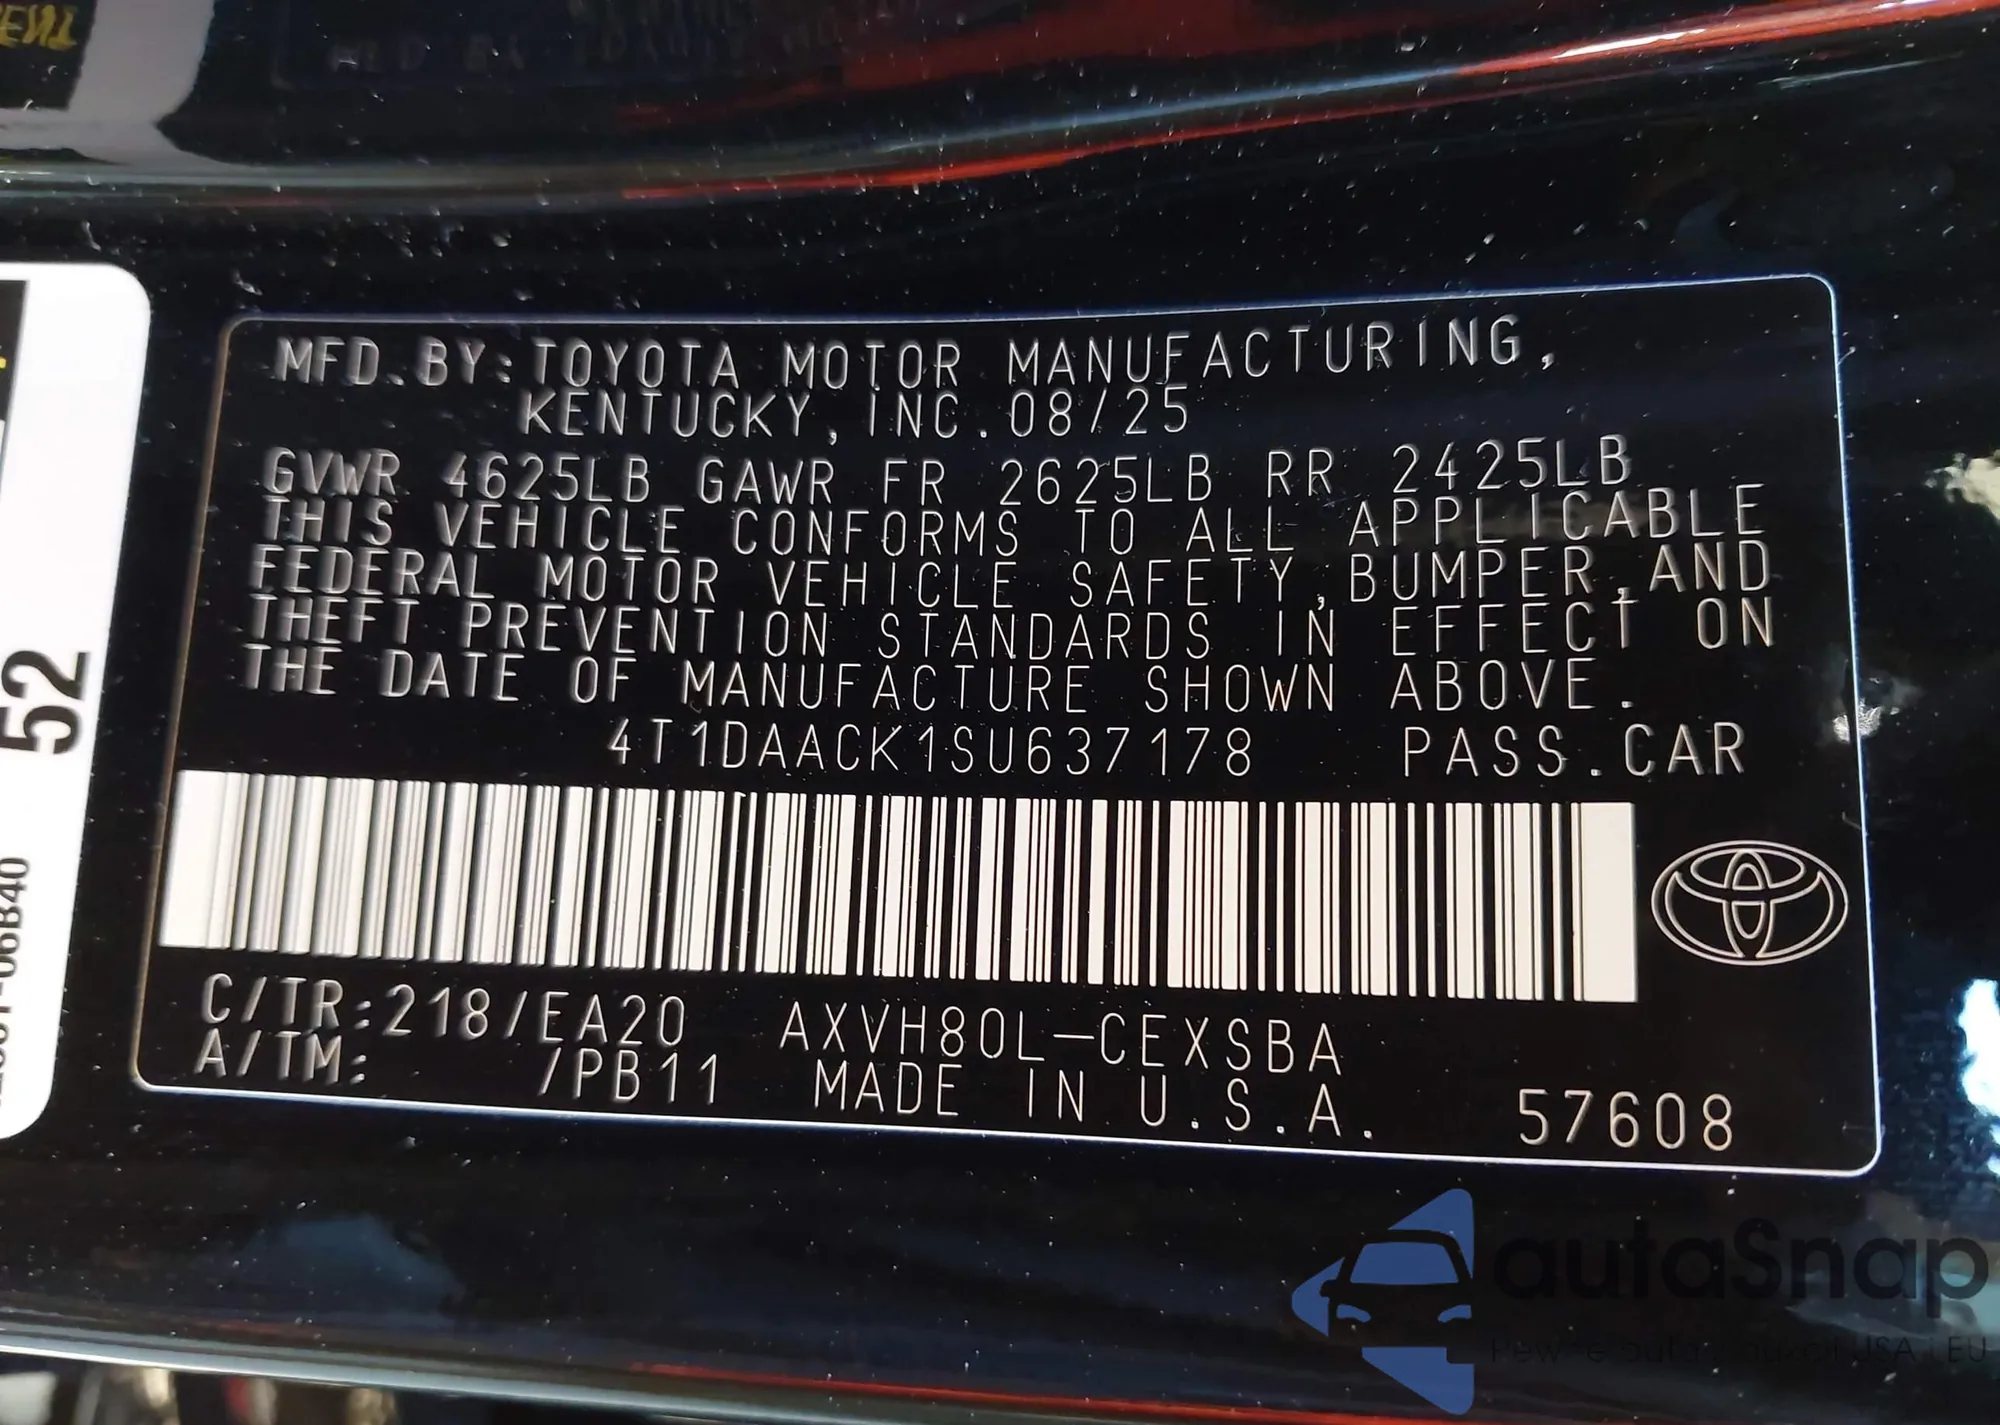 MFD. BY: TOYOTA MOTOR MANUFACTURING,
KENTUCKY, INC. 08/25
GVWR 4625LB GAWR FR 2625LB RR 2425LB
THIS VEHICLE CONFORMS TO ALL APPLICABLE
FEDERAL MOTOR VEHICLE SAFETY, BUMPER, AND
THEFT PREVENTION STANDARDS IN EFFECT ON
THE DATE OF MANUFACTURE SHOWN ABOVE.
4T1DAACK1SU637178 PASS. CAR
C/TR: 218/EA20 AXVH80L-CEXSBA
A/TM: /PB11 MADE IN U.S.A. 57608
52
06B40
autaSnap